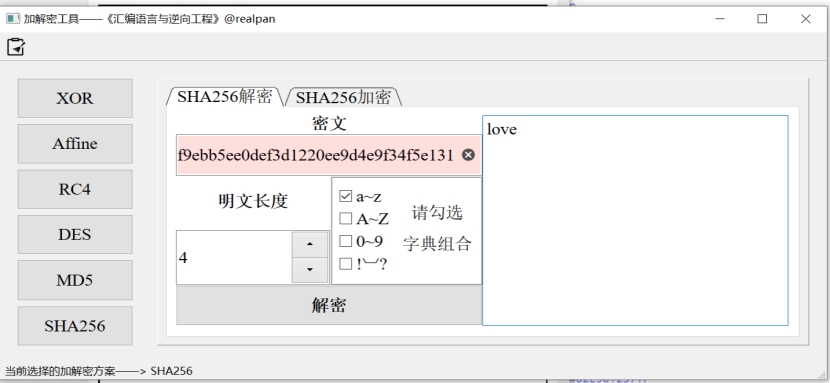 加解密工具——《汇编语言与逆向工程》@realpan
XOR
Affine
RC4
DES
MD5
SHA256
SHA256解密
SHA256加密
密文
f9ebb5ee0def3d1220ee9d4e9f34f5e131
明文长度
4
a~z
A~Z
0~9
请勾选
字典组合
解密
love
当前选择的加解密方案——> SHA256